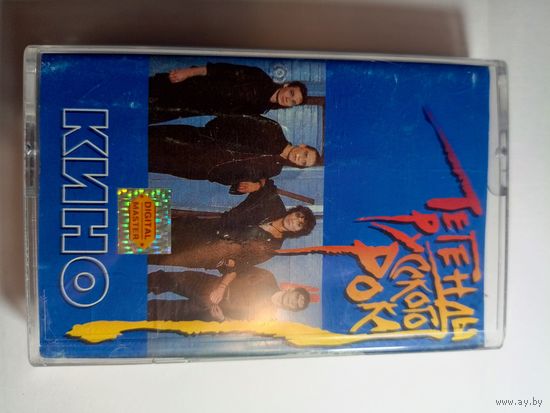 ЛЕГЕНДЫ
РУССКОГО
РОКА
DIGITAL
MASTER
КИНО
www.ay.by